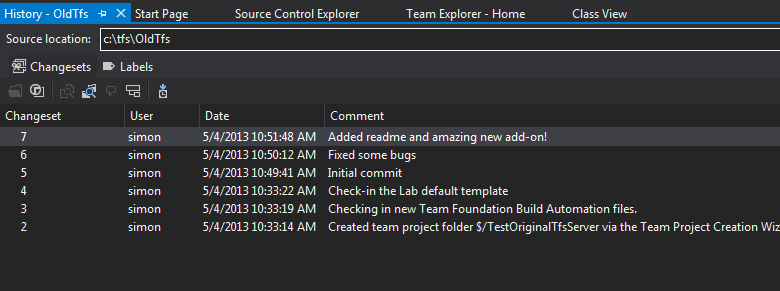 History - OldTfs Start Page Source Control Explorer Team Explorer - Home Class View
Source location: c:\tfs\OldTfs
Changesets Labels
Changeset User Date Comment
7 simon 5/4/2013 10:51:48 AM Added readme and amazing new add-on!
6 simon 5/4/2013 10:50:12 AM Fixed some bugs
5 simon 5/4/2013 10:49:41 AM Initial commit
4 simon 5/4/2013 10:33:22 AM Check-in the Lab default template
3 simon 5/4/2013 10:33:19 AM Checking in new Team Foundation Build Automation files.
2 simon 5/4/2013 10:33:14 AM Created team project folder $/TestOriginalTfsServer via the Team Project Creation Wiz